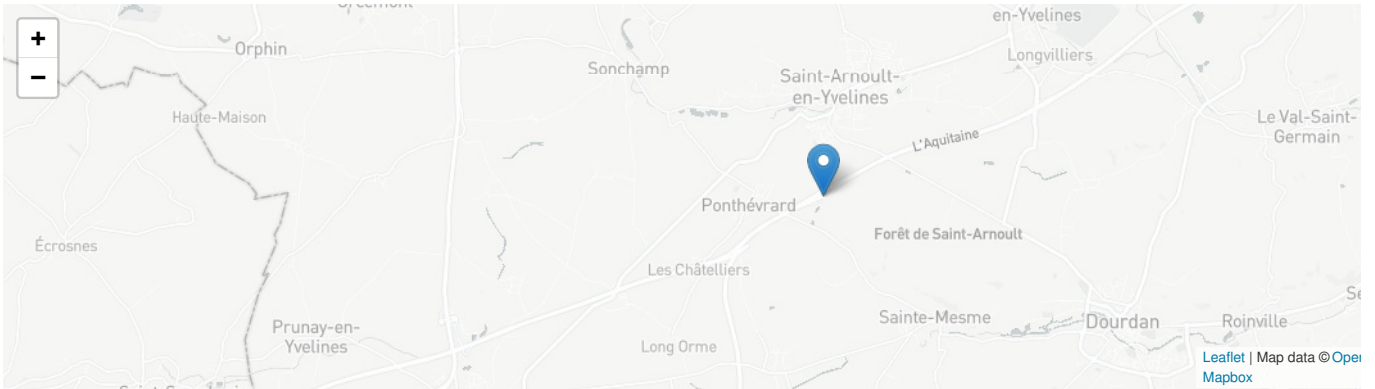 +
−
Orphin
en-Yvelines
Longvilliers
Sonchamp
Saint-Arnoult-
en-Yvelines
Haute-Maison
Le Val-Saint-
Germain
L'Aquitaine
Ponthévrard
Écrosnes
Forêt de Saint-Arnoult
Les Châtelliers
Sainte-Mesme
Dourdan
Roinville
Prunay-en-
Yvelines
Long Orme
Leaflet | Map data © Open
Mapbox